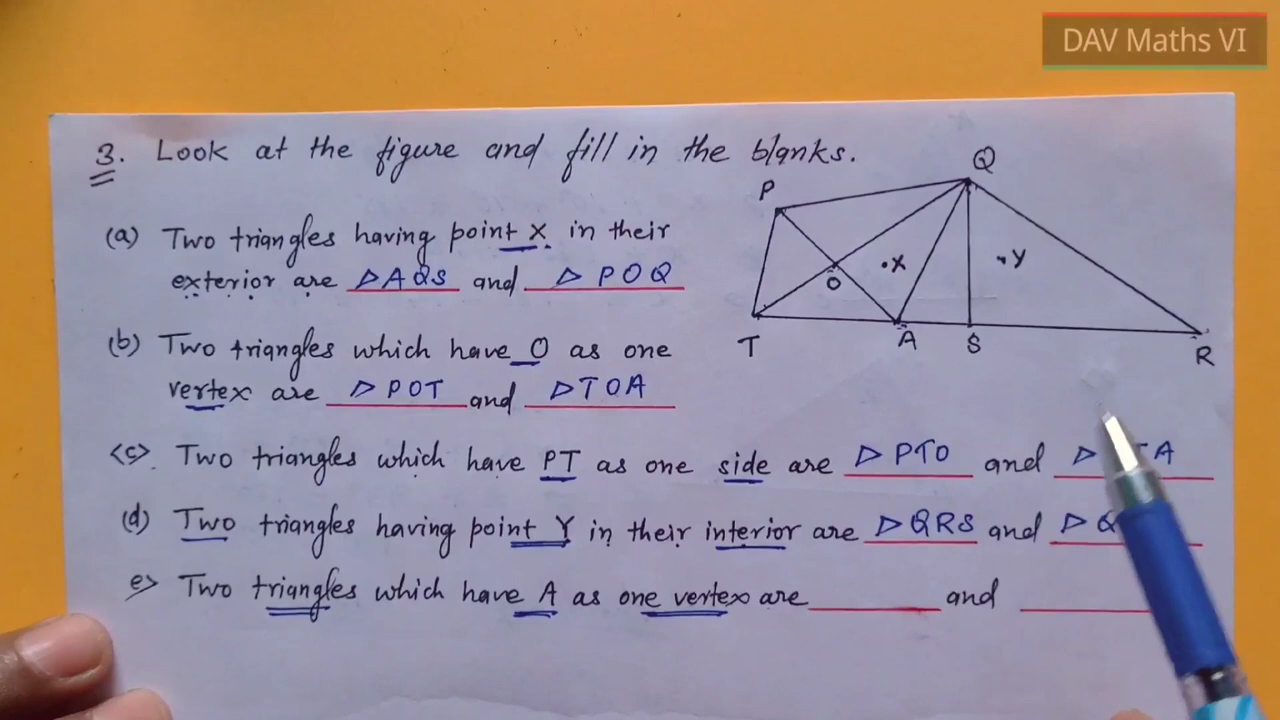 DAV Maths VI
3. Look at the figure and fill in the blanks.
(a) Two triangles having point X in their
exterior are △AQS and △POQ
(b) Two triangles which have O as one
vertex are △POT and △TOA
(c). Two triangles which have PT as one side are △PTO and △ A
(d) Two triangles having point Y in their interior are △QRS and △Q
e) Two triangles which have A as one vertex are ______ and ______
P
Q
X
Y
O
T
A
S
R